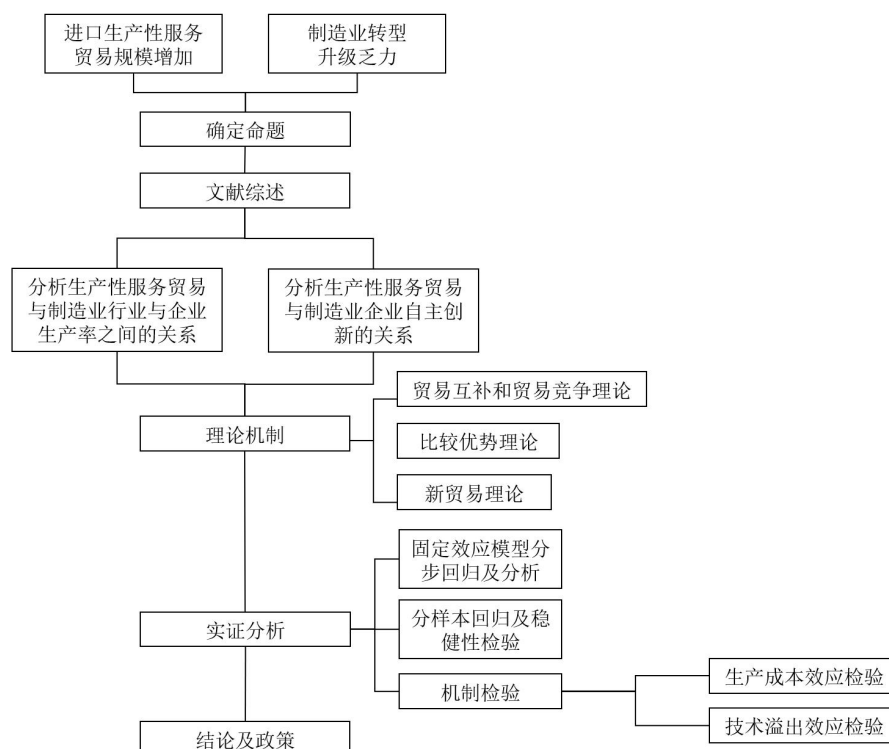 进口生产性服务
贸易规模增加
制造业转型
升级乏力
确定命题
文献综述
分析生产性服务贸易
与制造业行业与企业
生产率之间的关系
分析生产性服务贸易
与制造业企业自主创
新的关系
理论机制
贸易互补和贸易竞争理论
比较优势理论
新贸易理论
实证分析
固定效应模型分
步回归及分析
分样本回归及稳
健性检验
机制检验
生产成本效应检验
技术溢出效应检验
结论及政策